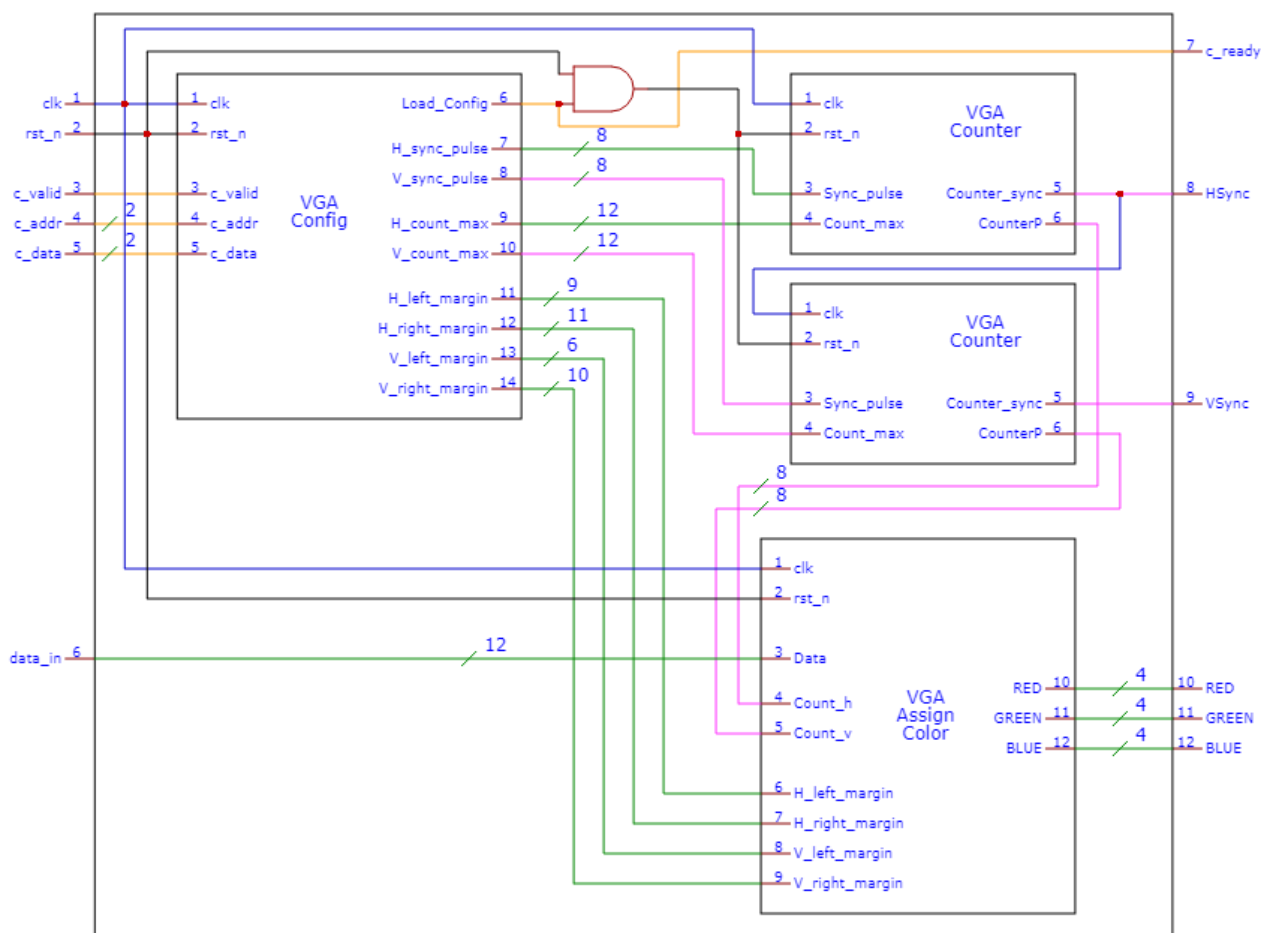 7 c_ready
clk 1 1 clk Load_Config 6 1 clk VGA Counter
rst_n 2 2 rst_n 2 rst_n
H_sync_pulse 7 8
V_sync_pulse 8 8
c_valid 3 3 c_valid VGA Config 3 Sync_pulse Counter_sync 5 8 HSync
c_addr 4 2 4 c_addr H_count_max 9 12 4 Count_max CounterP 6
c_data 5 2 5 c_data V_count_max 10 12
H_left_margin 11 9
1 clk VGA Counter
H_right_margin 12 11
2 rst_n
V_left_margin 13 6
V_right_margin 14 10
3 Sync_pulse Counter_sync 5 9 VSync
4 Count_max CounterP 6
8
8
1 clk
2 rst_n
data_in 6 12 3 Data
RED 10 4 10 RED
4 Count_h VGA Assign Color
GREEN 11 4 11 GREEN
5 Count_v
BLUE 12 4 12 BLUE
6 H_left_margin
7 H_right_margin
8 V_left_margin
9 V_right_margin